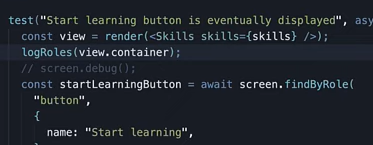 test("Start learning button is eventually displayed", asy
const view = render(<Skills skills={skills} />);
logRoles(view.container);
// screen.debug();
const startLearningButton = await screen.findByRole(
"button",
{
name: "Start learning",